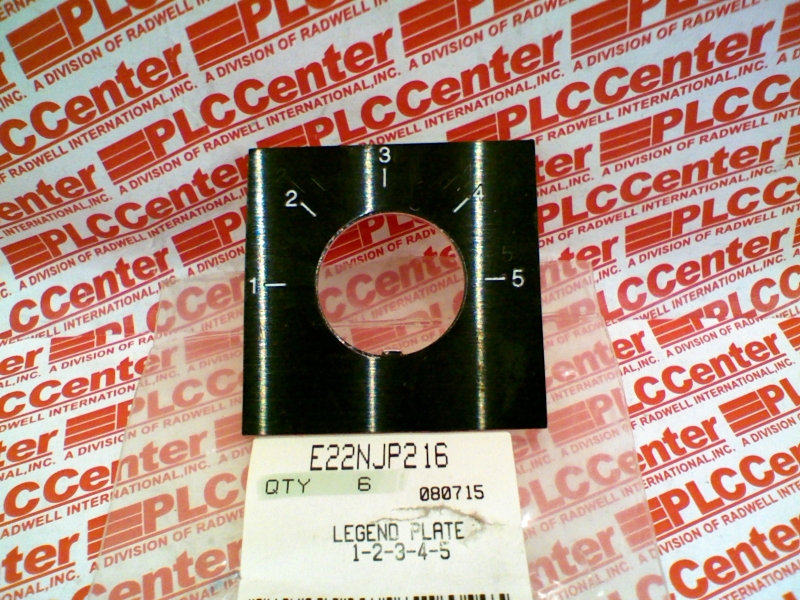 PLCCenter
A DIVISION OF RADWELL INTERNATIONAL, INC.
3
2
4
1
5
E22NJP216
QTY 6
080715
LEGEND PLATE
1-2-3-4-5